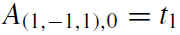 A_{(1,−1,1),0} = t_1